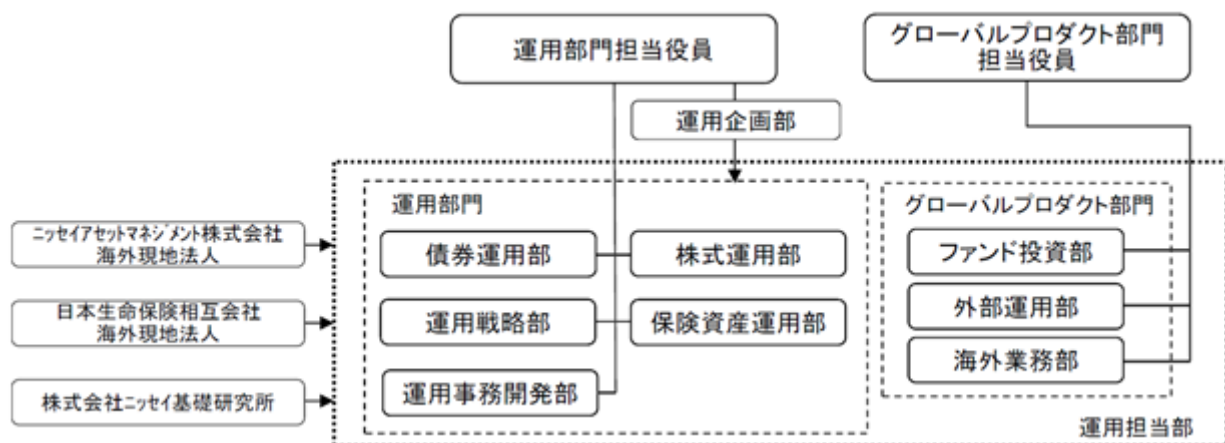 運用部門担当役員
グローバルプロダクト部門
担当役員
運用企画部
運用部門
グローバルプロダクト部門
ニッセイアセットマネジメント株式会社
海外現地法人
債券運用部
株式運用部
ファンド投資部
日本生命保険相互会社
海外現地法人
運用戦略部
保険資産運用部
外部運用部
海外業務部
株式会社ニッセイ基礎研究所
運用事務開発部
運用担当部